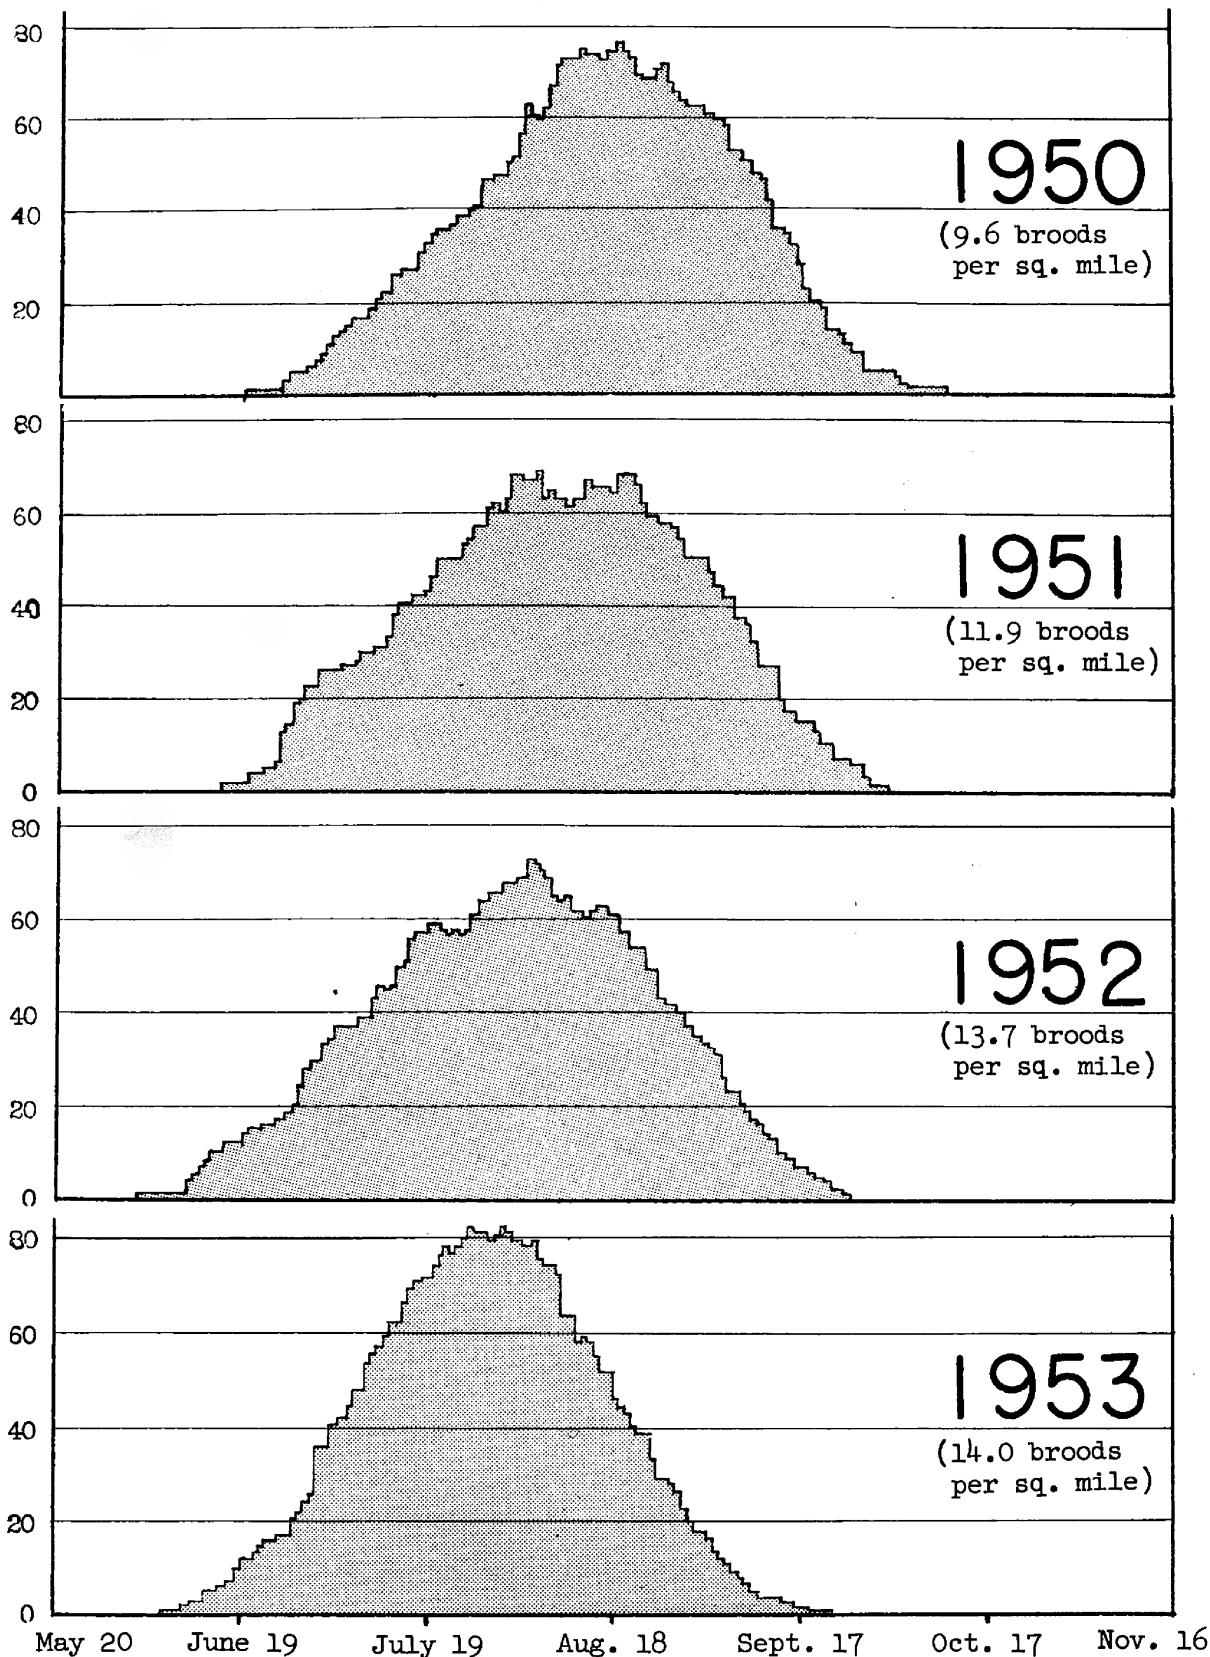 80
60
40
20
1950
(9.6 broods
per sq. mile)
80
60
40
20
0
1951
(11.9 broods
per sq. mile)
80
60
40
20
0
1952
(13.7 broods
per sq. mile)
80
60
40
20
0
1953
(14.0 broods
per sq. mile)
May 20 June 19 July 19 Aug. 18 Sept. 17 Oct. 17 Nov. 16